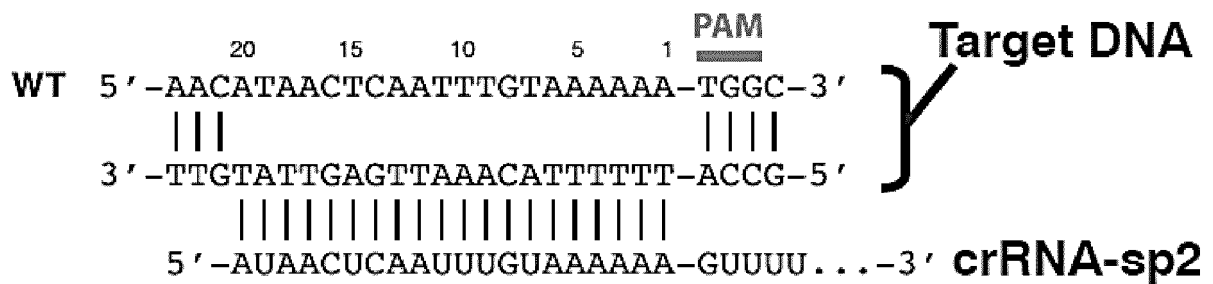 PAM
20 15 10 5 1 Target DNA
WT 5′-AACATAACTCAATTTGTAAAAAA-TGGC-3′
3′-TTGTATTGAGTTAAACATTTTTT-ACCG-5′
5′-AUAACUCAAUUUGUAAAAAA-GUUUU...-3′ crRNA-sp2